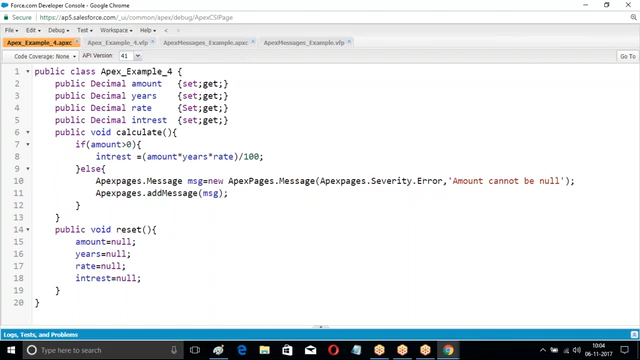 Force.com Developer Console - Google Chrome
Secure | https://ap5.salesforce.com/_ui/common/apex/debug/ApexCSIPage
File Edit Debug Test Workspace Help < >
Apex_Example_4.apxc Apex_Example_4.vfp ApexMessages_Example.apxc ApexMessages_Example.vfp
Code Coverage: None API Version: 41 Go To
1 public class Apex_Example_4 {
2 public Decimal amount {set;get;}
3 public Decimal years {set;get;}
4 public Decimal rate {Set;get;}
5 public Decimal intrest {set;get;}
6 public void calculate(){
7 if(amount>0){
8 intrest =(amount*years*rate)/100;
9 }else{
10 Apexpages.Message msg=new ApexPages.Message(Apexpages.Severity.Error,'Amount cannot be null');
11 Apexpages.addMessage(msg);
12 }
13 }
14 public void reset(){
15 amount=null;
16 years=null;
17 rate=null;
18 intrest=null;
19 }
20 }
Logs, Tests, and Problems
Type here to search
10:04
06-11-2017